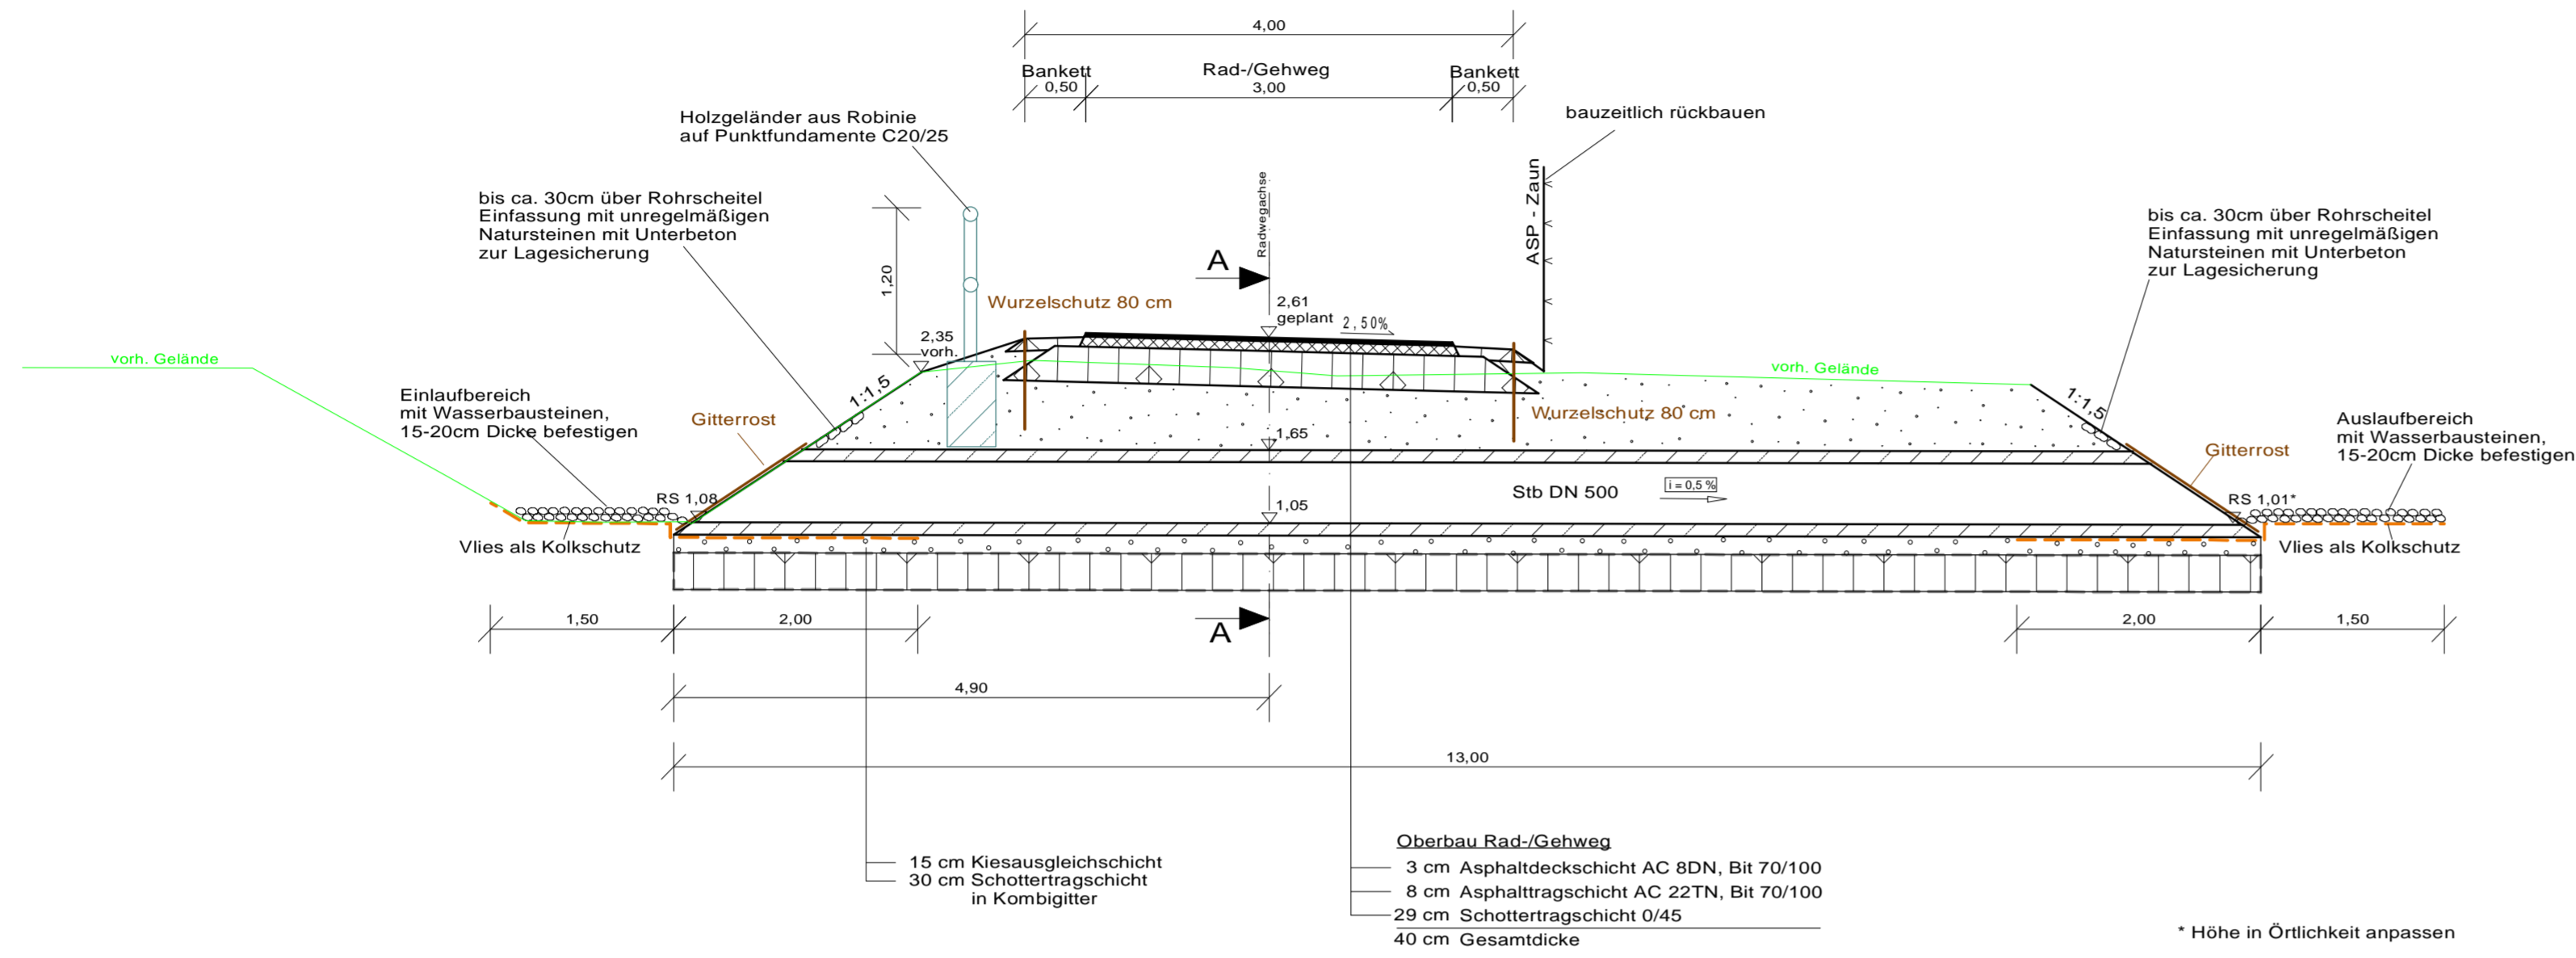 4,00
Bankett
Rad-/Gehweg
Bankett
0,50
3,00
0,50
Holzgeländer aus Robinie
auf Punktfundamente C20/25
bauzeitlich rückbauen
bis ca. 30cm über Rohrscheitel
Einfassung mit unregelmäßigen
Natursteinen mit Unterbeton
zur Lagesicherung
Radwegachse
ASP - Zaun
bis ca. 30cm über Rohrscheitel
Einfassung mit unregelmäßigen
Natursteinen mit Unterbeton
zur Lagesicherung
A
1,20
Wurzelschutz 80 cm
2,61
geplant
2,50%
2,35
vorh.
vorh. Gelände
vorh. Gelände
1:1,5
1:1,5
Einlaufbereich
mit Wasserbausteinen,
15-20cm Dicke befestigen
Gitterrost
Wurzelschutz 80 cm
Auslaufbereich
mit Wasserbausteinen,
15-20cm Dicke befestigen
1,65
Gitterrost
RS 1,08
Stb DN 500
i = 0,5 %
RS 1,01*
1,05
Vlies als Kolkschutz
Vlies als Kolkschutz
1,50
2,00
A
2,00
1,50
4,90
13,00
15 cm Kiesausgleichschicht
30 cm Schottertragschicht
in Kombigitter
Oberbau Rad-/Gehweg
3 cm Asphaltdeckschicht AC 8DN, Bit 70/100
8 cm Asphalttragschicht AC 22TN, Bit 70/100
29 cm Schottertragschicht 0/45
40 cm Gesamtdicke
* Höhe in Örtlichkeit anpassen